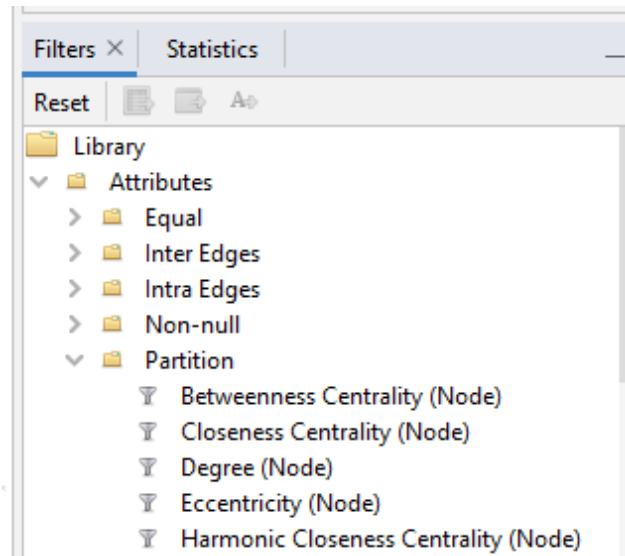 Filters × Statistics
Reset A
Library
Attributes
Equal
Inter Edges
Intra Edges
Non-null
Partition
Betweenness Centrality (Node)
Closeness Centrality (Node)
Degree (Node)
Eccentricity (Node)
Harmonic Closeness Centrality (Node)